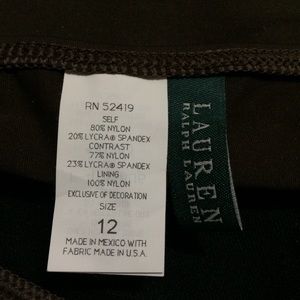 RN 52419
SELF
80% NYLON
20% LYCRA® SPANDEX
CONTRAST
77% NYLON
23% LYCRA® SPANDEX
LINING
100% NYLON
EXCLUSIVE OF DECORATION
SIZE
12
MADE IN MEXICO WITH
FABRIC MADE IN U.S.A.
LAUREN
RALPH LAUREN